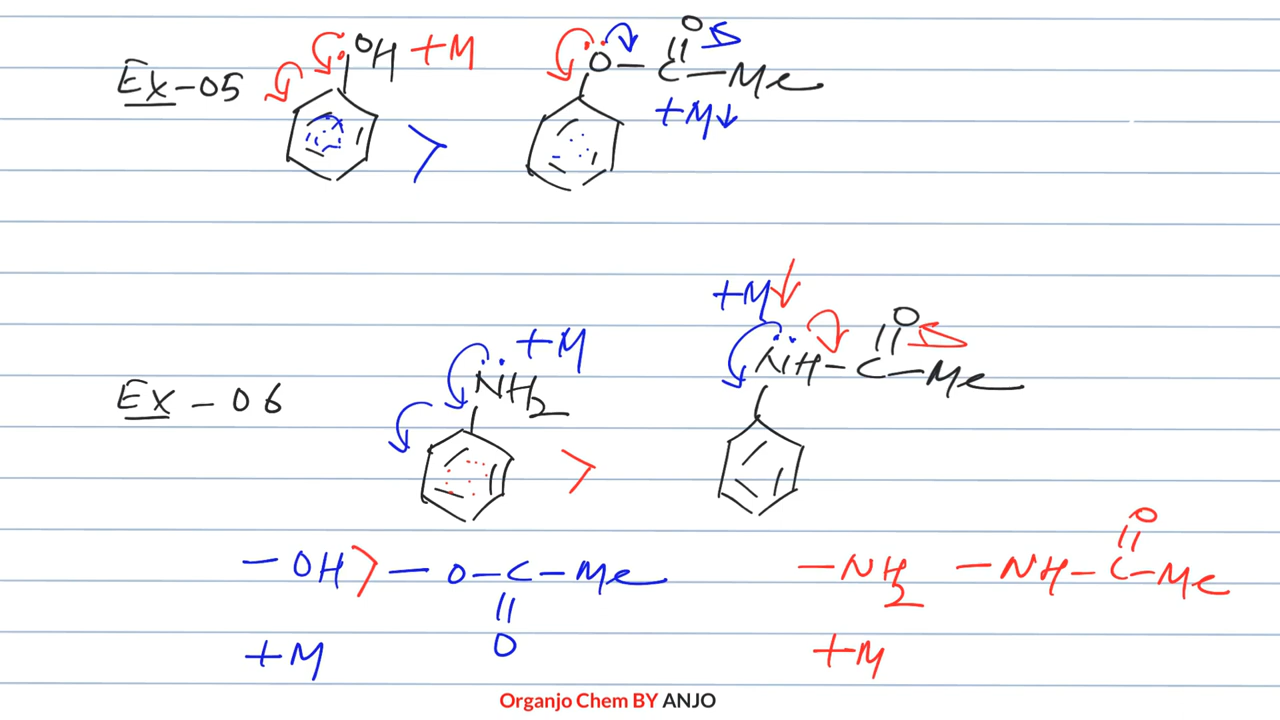 Ex-05 OH +M O-C-Me
O
+M↓
>
+M↓
Ex-06 NH2 +M NH-C-Me
O
>
-OH > -O-C-Me -NH2 -NH-C-Me
O O
+M +M
Organjo Chem BY ANJO